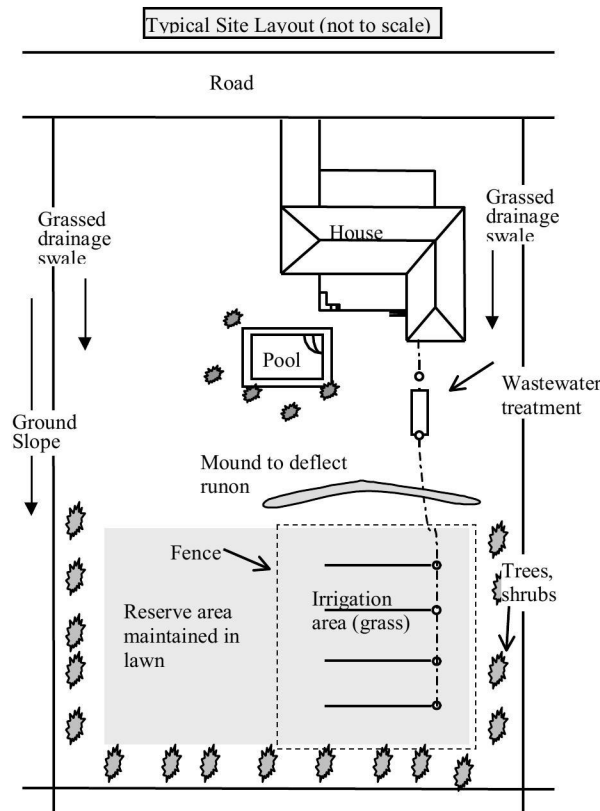 Typical Site Layout (not to scale)
Road
Grassed
drainage
swale
House
Grassed
drainage
swale
Pool
Wastewater
treatment
Ground
Slope
Mound to deflect
runon
Fence
Irrigation
area (grass)
Trees,
shrubs
Reserve area
maintained in
lawn